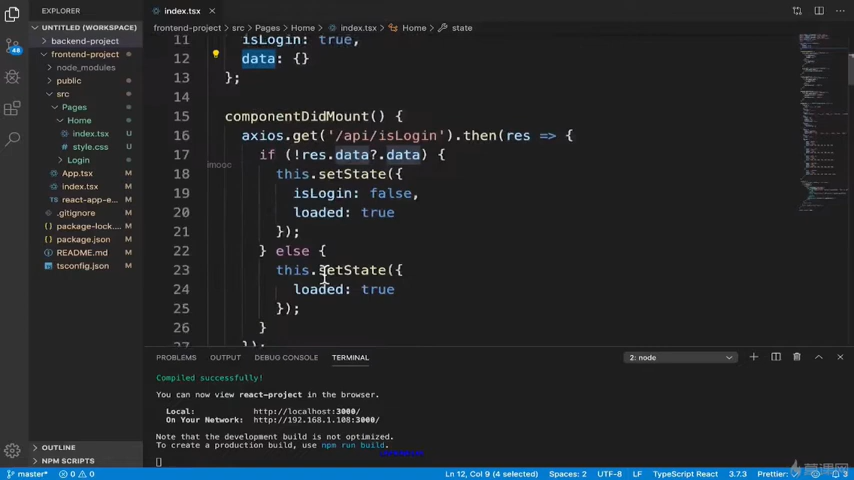 EXPLORER
index.tsx
UNTITLED (WORKSPACE)
backend-project
frontend-project
node_modules
public
src
Pages
Home
index.tsx
style.css
Login
App.tsx
index.tsx
react-app-e...
.gitignore
package-lock...
package.json
README.md
tsconfig.json
OUTLINE
NPM SCRIPTS
48
frontend-project > src > Pages > Home > index.tsx > Home > state
11 isLogin: true,
12 data: {}
13 };
14
15 componentDidMount() {
16 axios.get('/api/isLogin').then(res => {
17 if (!res.data?.data) {
imooc
18 this.setState({
19 isLogin: false,
20 loaded: true
21 });
22 } else {
23 this.setState({
24 loaded: true
25 });
26 }
27 });
PROBLEMS OUTPUT DEBUG CONSOLE TERMINAL 2: node
Compiled successfully!
You can now view react-project in the browser.
Local: http://localhost:3000/
On Your Network: http://192.168.1.108:3000/
Note that the development build is not optimized.
To create a production build, use npm run build.
master* 0 0 Ln 12, Col 9 (4 selected) Spaces: 2 UTF-8 LF TypeScript React 3.7.3 Prettier: ✓ 3
慕课网